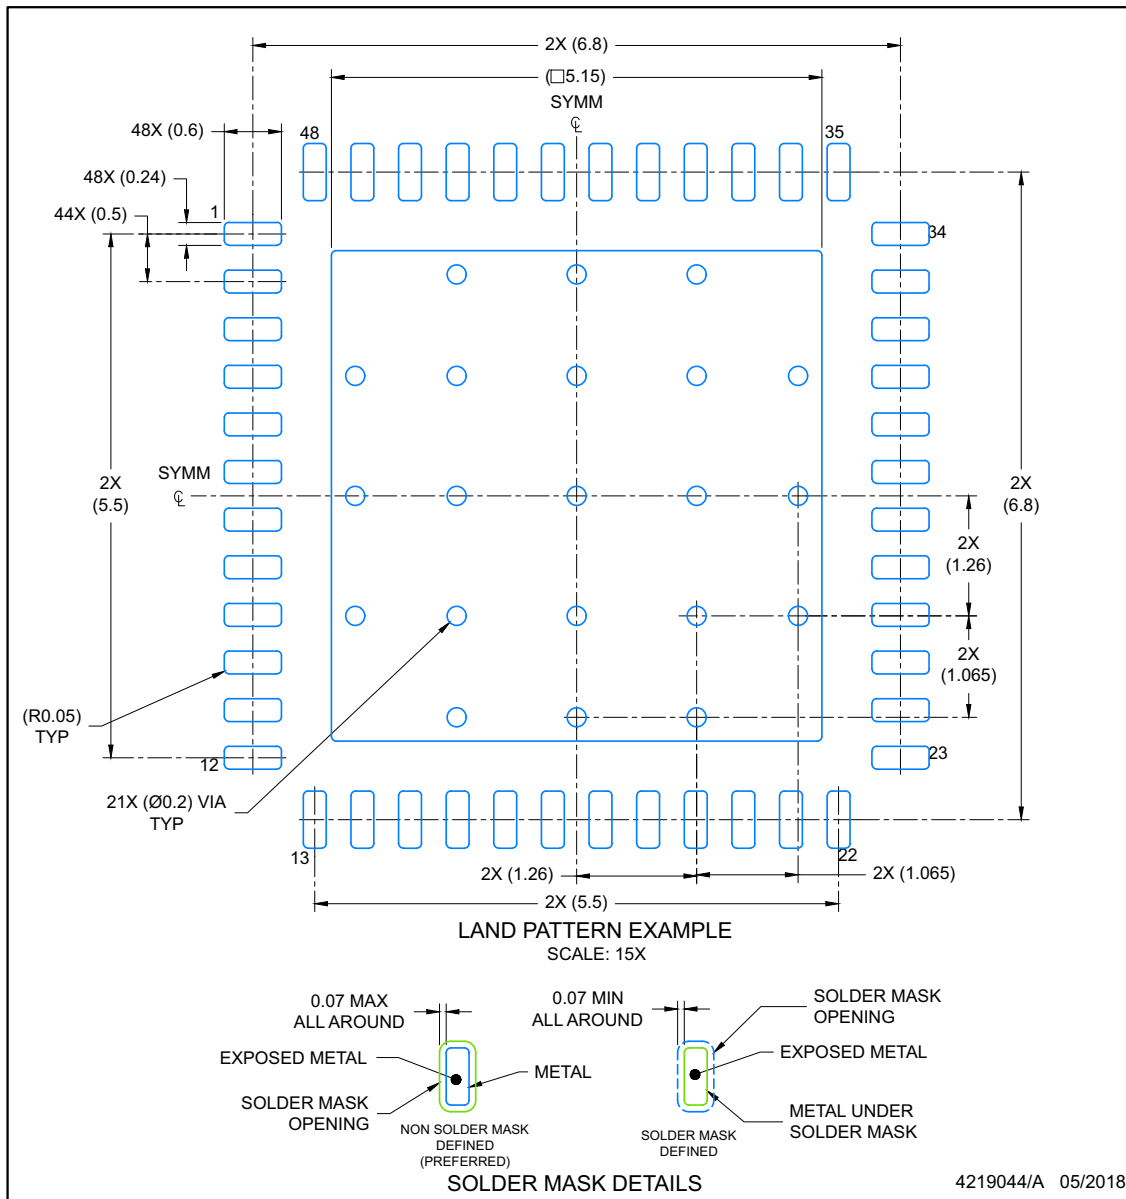 2X (6.8)
(□5.15)
SYMM
℄
48X (0.6)
48
35
48X (0.24)
44X (0.5)
1
34
SYMM
℄
2X
(5.5)
2X
(6.8)
2X
(1.26)
2X
(1.065)
(R0.05)
TYP
12
23
21X (Ø0.2) VIA
TYP
13
22
2X (1.26)
2X (1.065)
2X (5.5)
LAND PATTERN EXAMPLE
SCALE: 15X
0.07 MAX
ALL AROUND
0.07 MIN
ALL AROUND
SOLDER MASK
OPENING
EXPOSED METAL
EXPOSED METAL
METAL
SOLDER MASK
OPENING
METAL UNDER
SOLDER MASK
NON SOLDER MASK
DEFINED
(PREFERRED)
SOLDER MASK
DEFINED
SOLDER MASK DETAILS
4219044/A 05/2018